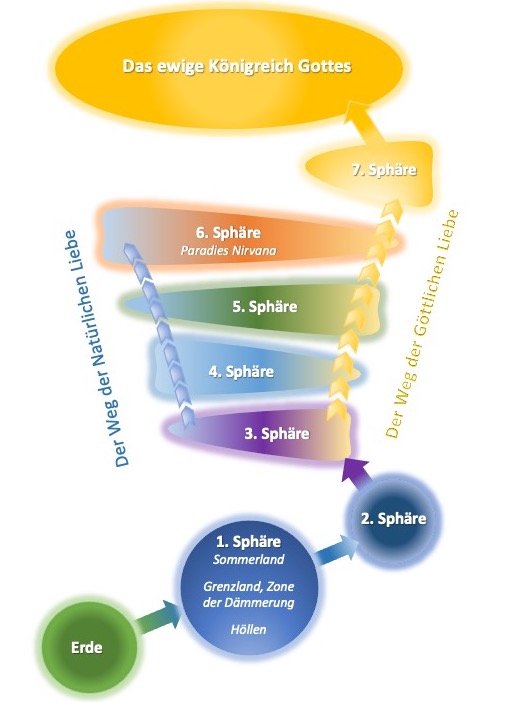 Das ewige Königreich Gottes
7. Sphäre
6. Sphäre
Paradies Nirvana
5. Sphäre
4. Sphäre
3. Sphäre
Der Weg der Natürlichen Liebe
Der Weg der Göttlichen Liebe
2. Sphäre
1. Sphäre
Sommerland
Grenzland, Zone
der Dämmerung
Höllen
Erde